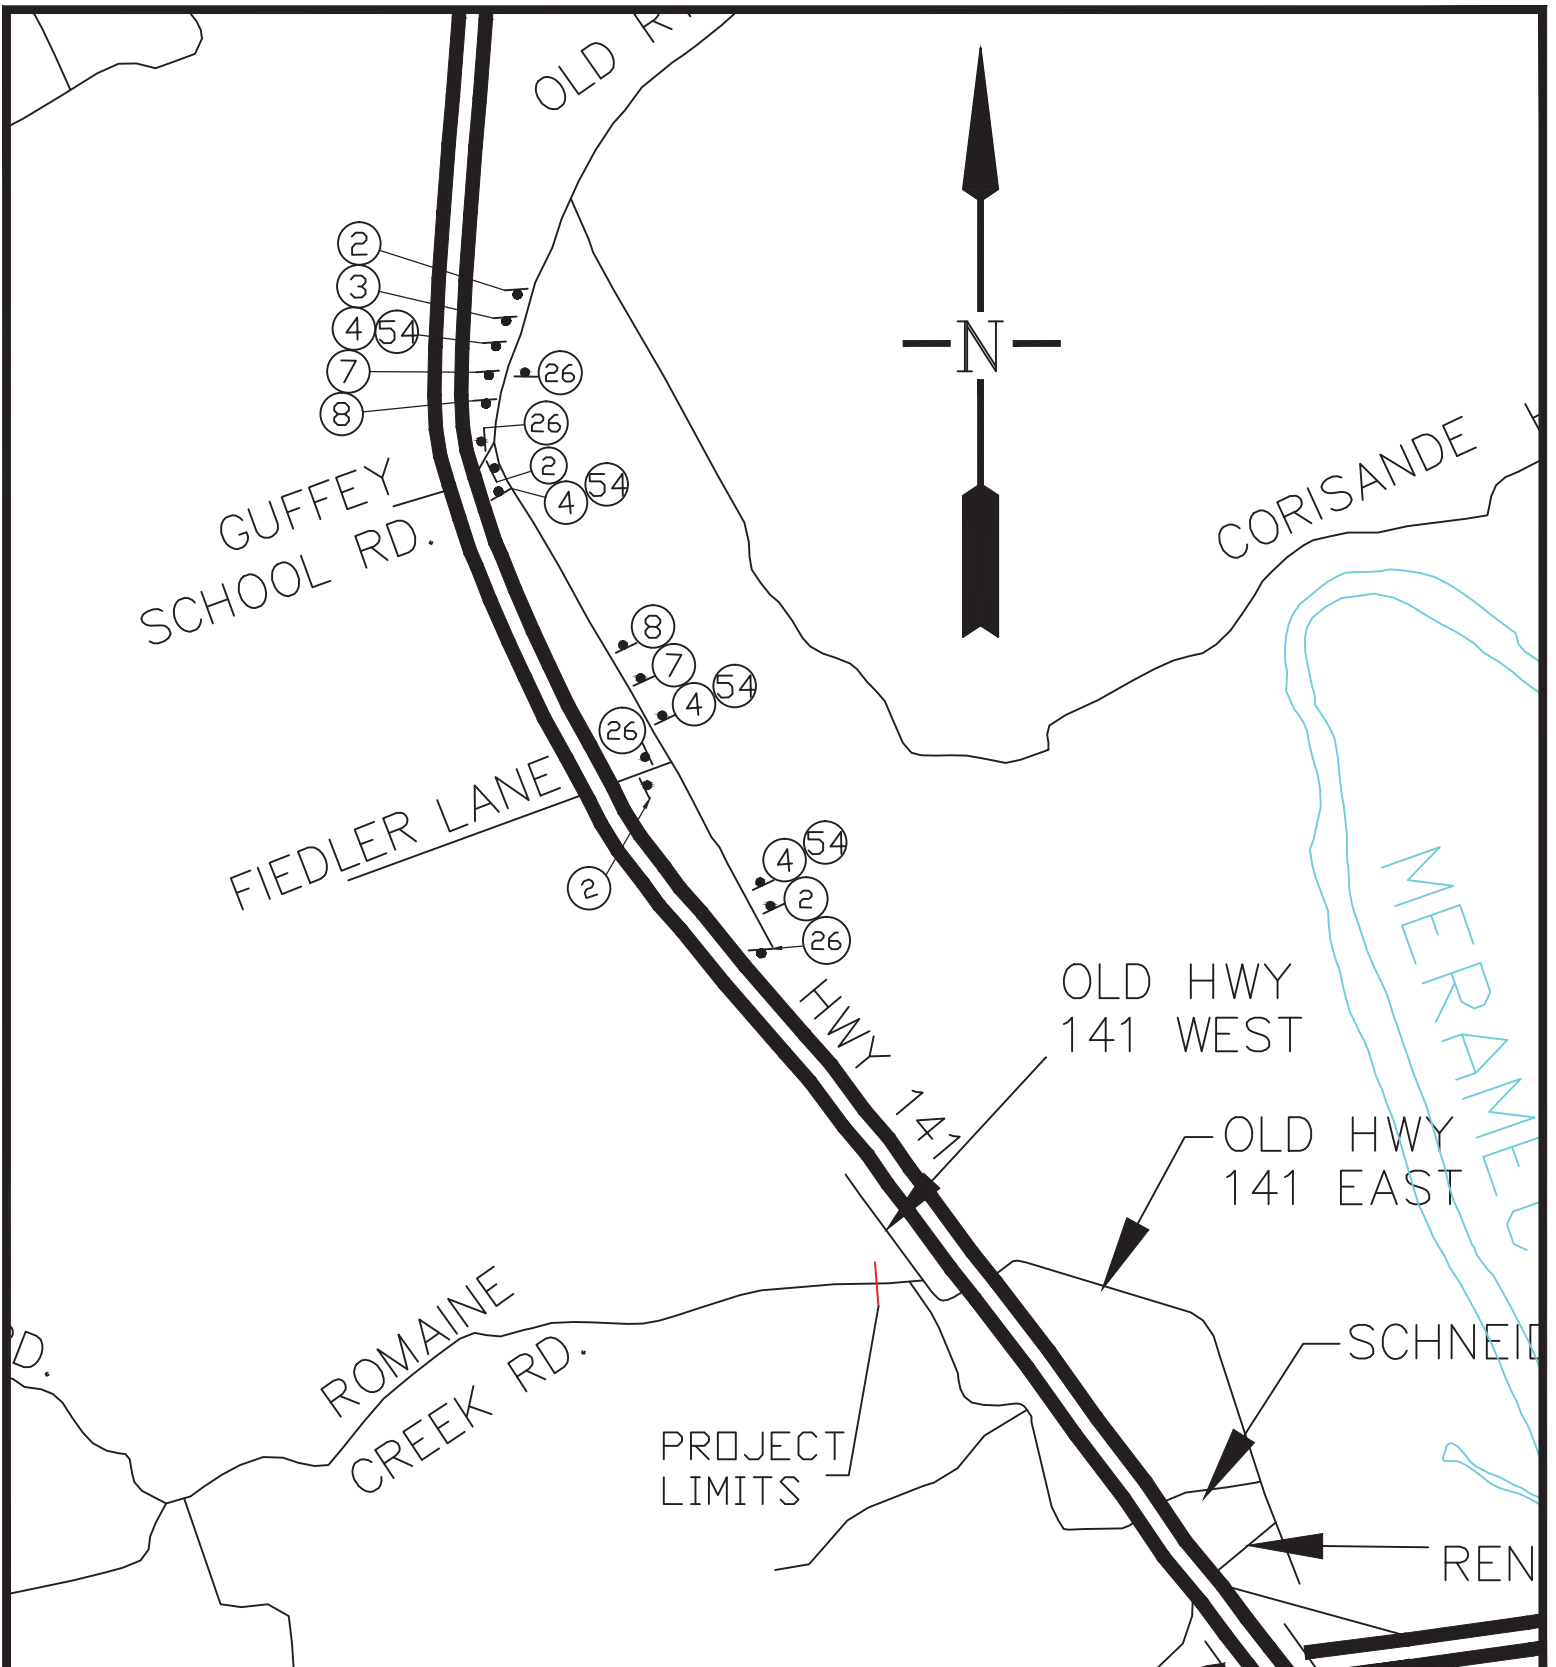 OLD
N
2
3
4 54
7
8
26
26
2
4 54
GUFFEY
SCHOOL RD.
CORISANDE
8
7
4 54
26
FIEDLER LANE
2
4 54
2
26
HWY 141
OLD HWY
141 WEST
OLD HWY
141 EAST
MERAMEC
ROMAINE
CREEK RD.
D.
PROJECT
LIMITS
SCHNEID
REN